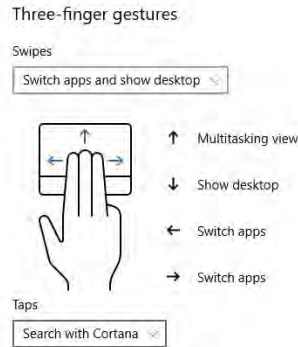 Three-finger gestures
Swipes
Switch apps and show desktop
↑ Multitasking view
↓ Show desktop
← Switch apps
→ Switch apps
Taps
Search with Cortana